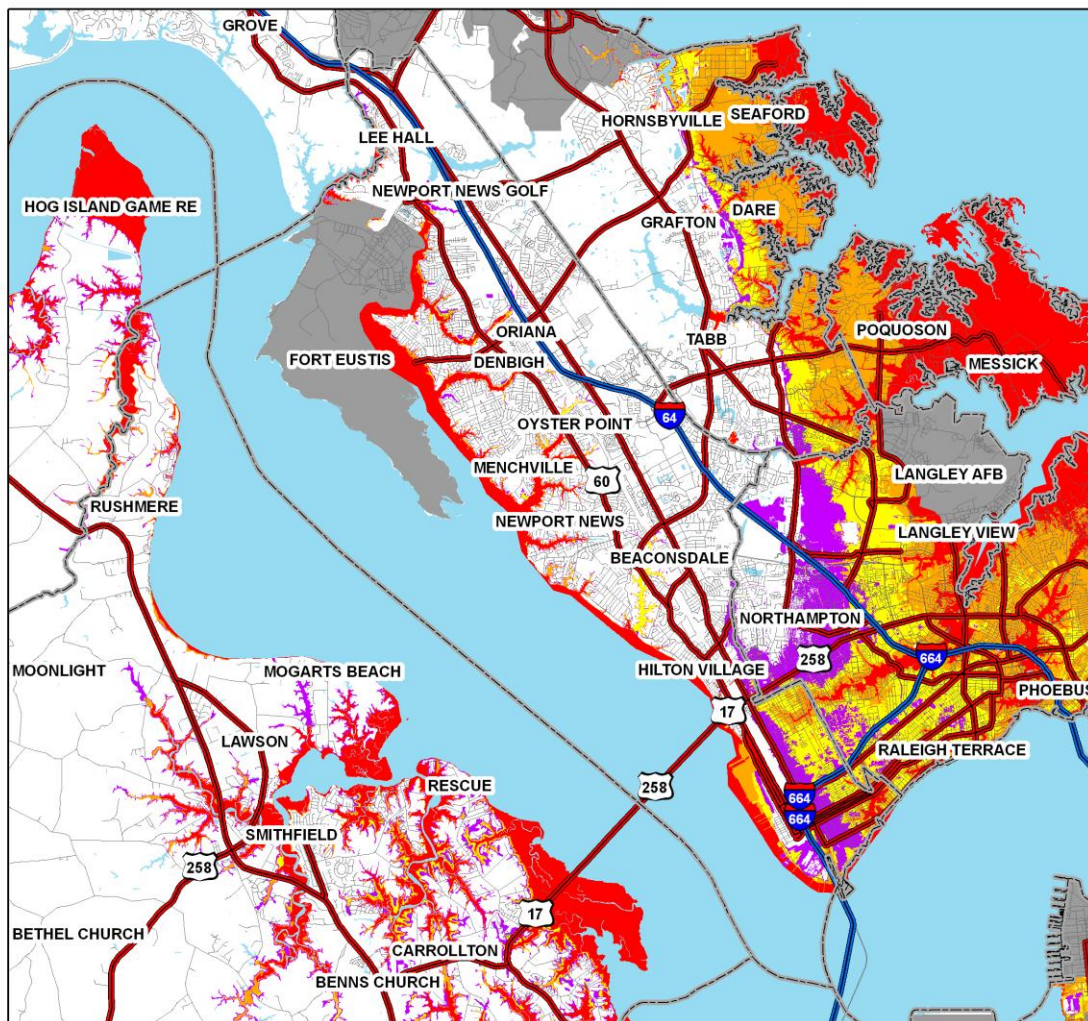 GROVE
HORNSBYVILLE
SEAFORD
LEE HALL
NEWPORT NEWS GOLF
HOG ISLAND GAME RE
DARE
GRAFTON
ORIANA
POQUOSON
TABB
FORT EUSTIS
DENBIGH
MESSICK
64
OYSTER POINT
MENCHVILLE
LANGLEY AFB
60
RUSHMERE
NEWPORT NEWS
LANGLEY VIEW
BEACONSDALE
NORTHAMPTON
258
664
MOONLIGHT
MOGARTS BEACH
HILTON VILLAGE
PHOEBUS
17
LAWSON
RALEIGH TERRACE
RESCUE
258
664
664
SMITHFIELD
258
17
BETHEL CHURCH
CARROLLTON
BENNS CHURCH